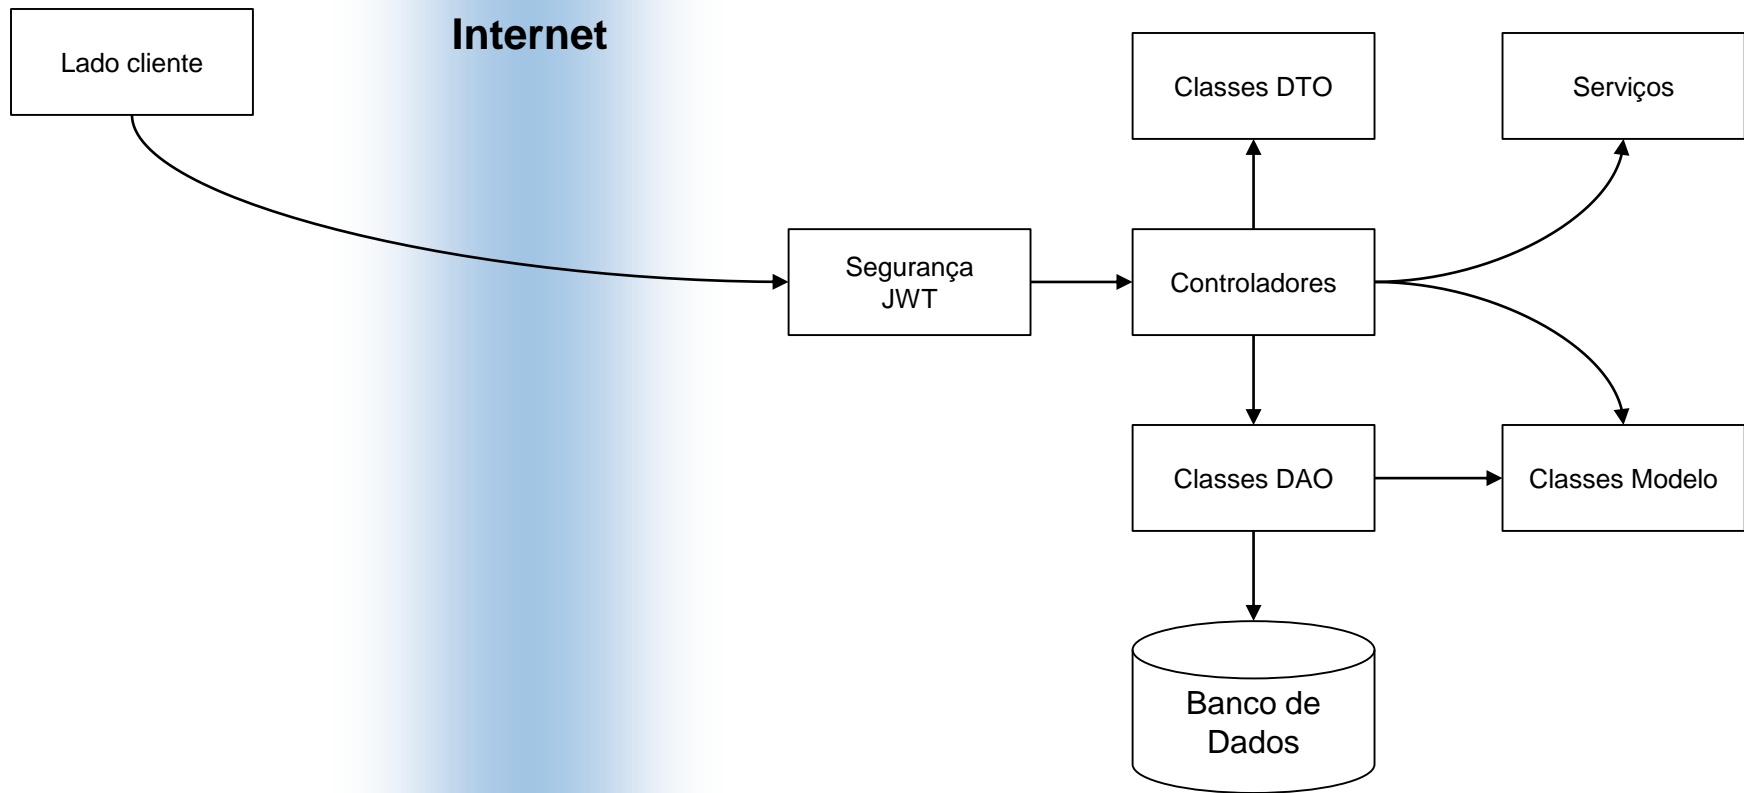 Internet
Lado cliente
Classes DTO
Serviços
Segurança
JWT
Controladores
Classes DAO
Classes Modelo
Banco de
Dados